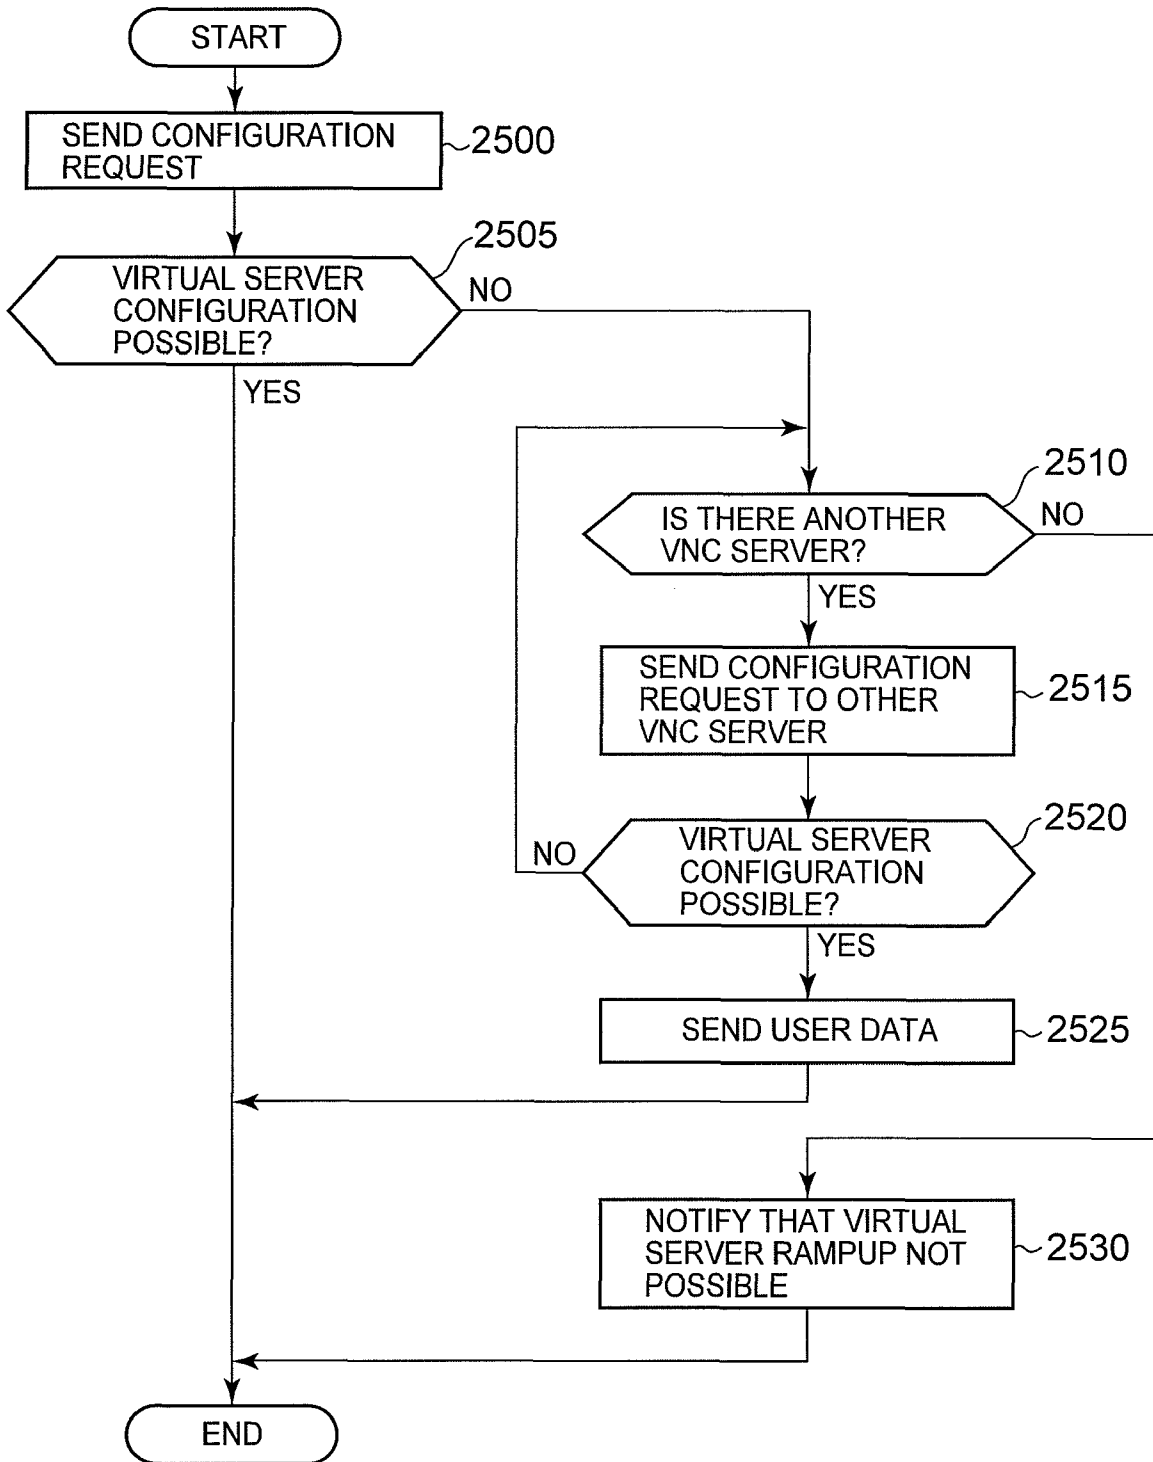 START
SEND CONFIGURATION
REQUEST
2500
2505
VIRTUAL SERVER
CONFIGURATION
POSSIBLE?
NO
YES
2510
IS THERE ANOTHER
VNC SERVER?
NO
YES
SEND CONFIGURATION
REQUEST TO OTHER
VNC SERVER
2515
2520
VIRTUAL SERVER
CONFIGURATION
POSSIBLE?
NO
YES
SEND USER DATA
2525
NOTIFY THAT VIRTUAL
SERVER RAMPUP NOT
POSSIBLE
2530
END